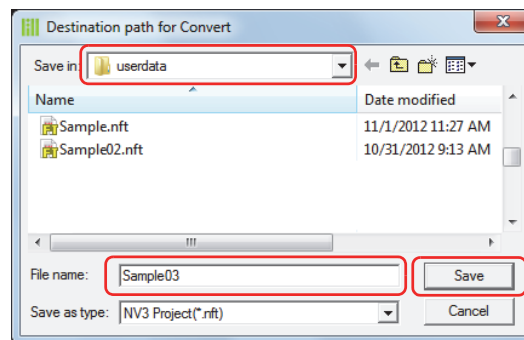 Destination path for Convert
Save in: userdata
Name Date modified
Sample.nft 11/1/2012 11:27 AM
Sample02.nft 10/31/2012 9:13 AM
File name: Sample03 Save
Save as type: NV3 Project(*.nft) Cancel